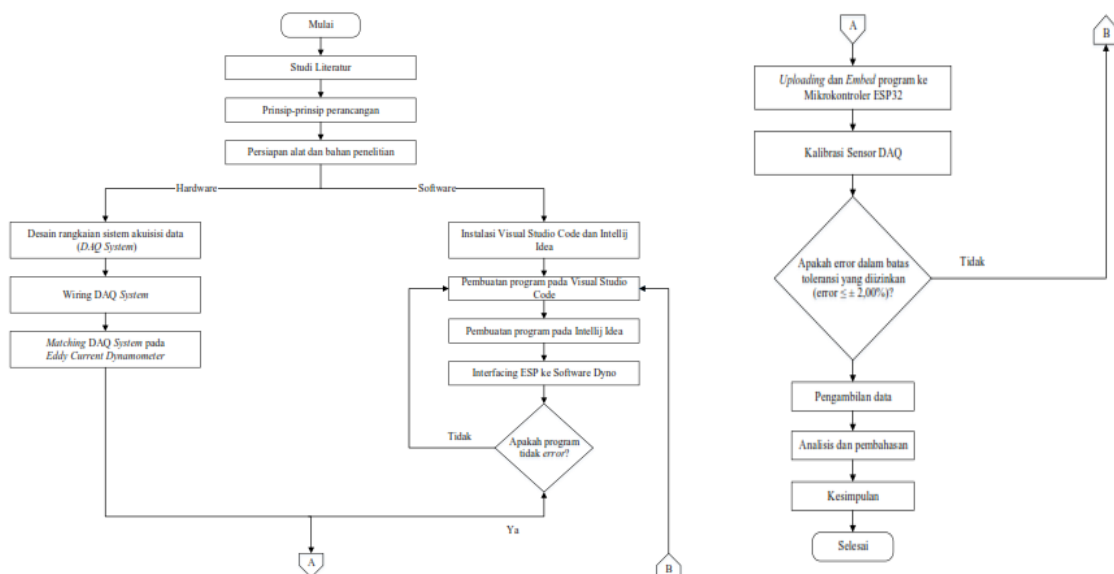 Mulai
Studi Literatur
Prinsip-prinsip perancangan
Persiapan alat dan bahan penelitian
Hardware
Software
Desain rangkaian sistem akuisisi data
(DAQ System)
Wiring DAQ System
Matching DAQ System pada
Eddy Current Dynamometer
Instalasi Visual Studio Code dan Intellij
Idea
Pembuatan program pada Visual Studio
Code
Pembuatan program pada Intellij Idea
Interfacing ESP ke Software Dyno
Apakah program
tidak error?
Tidak
Ya
A
B
A
B
Uploading dan Embed program ke
Mikrokontroler ESP32
Kalibrasi Sensor DAQ
Apakah error dalam batas
toleransi yang diizinkan
(error ≤ ± 2,00%)?
Tidak
Pengambilan data
Analisis dan pembahasan
Kesimpulan
Selesai